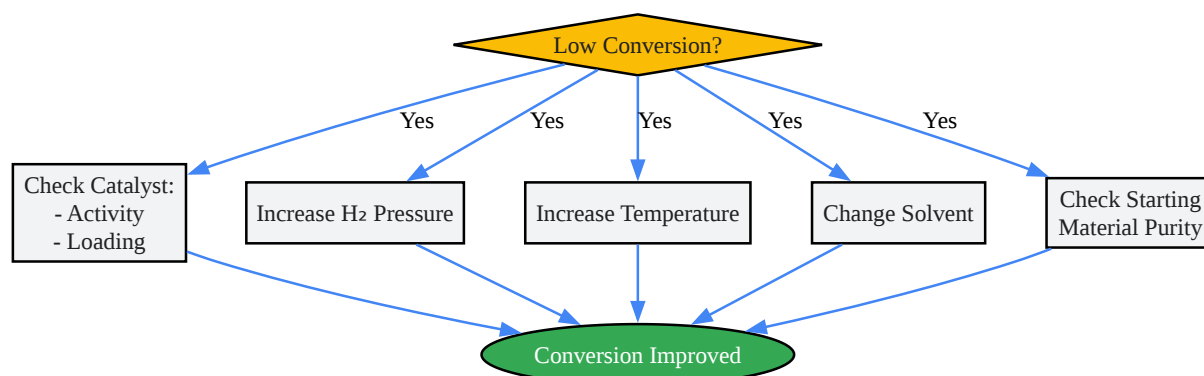 Low Conversion?
Yes
Yes
Yes
Yes
Yes
Check Catalyst:
- Activity
- Loading
Increase H₂ Pressure
Increase Temperature
Change Solvent
Check Starting
Material Purity
Conversion Improved